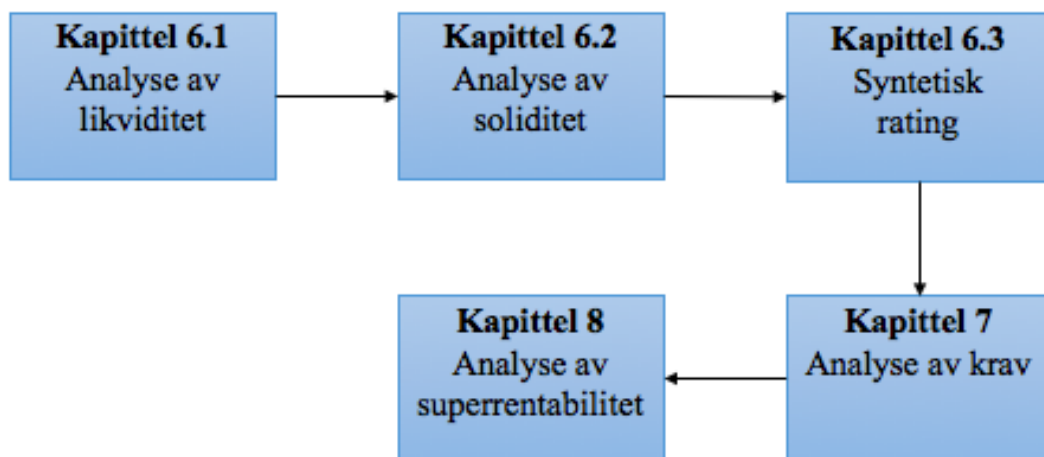 Kapittel 6.1
Analyse av
likviditet
Kapittel 6.2
Analyse av
soliditet
Kapittel 6.3
Syntetisk
rating
Kapittel 7
Analyse av krav
Kapittel 8
Analyse av
superrentabilitet